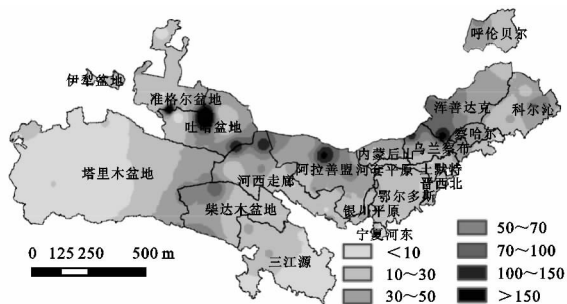 呼伦贝尔
伊犁盆地
准格尔盆地
浑善达克
科尔沁
吐哈盆地
察哈尔
乌兰察布
内蒙后山
塔里木盆地
阿拉善盟
河套平原
土默特
晋西北
河西走廊
鄂尔多斯
柴达木盆地
银川平原
宁夏河东
三江源
0 125 250 500 m
<10
10~30
30~50
50~70
70~100
100~150
>150